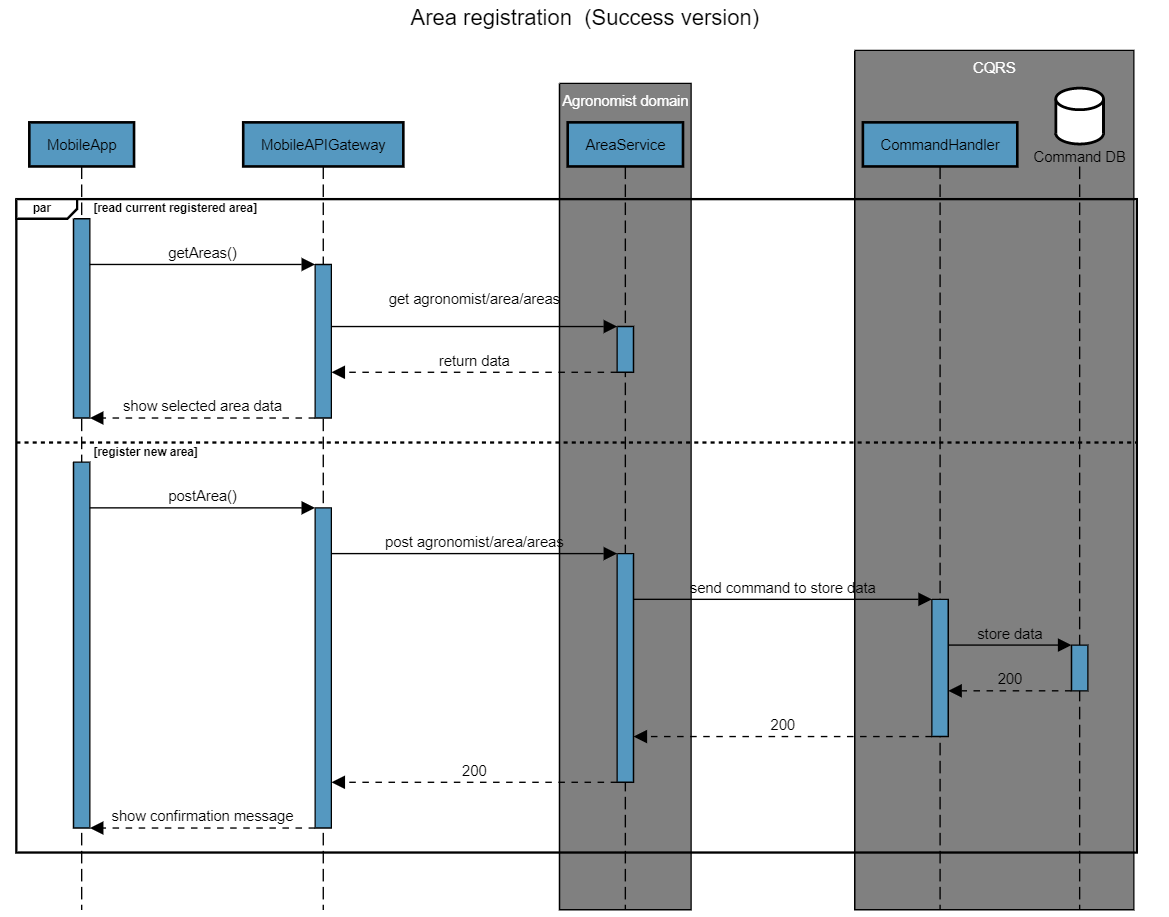 Area registration (Success version)
CQRS
Agronomist domain
MobileApp
MobileAPIGateway
AreaService
CommandHandler
Command DB
par
[read current registered area]
getAreas()
get agronomist/area/areas
return data
show selected area data
[register new area]
postArea()
post agronomist/area/areas
send command to store data
store data
200
200
200
show confirmation message